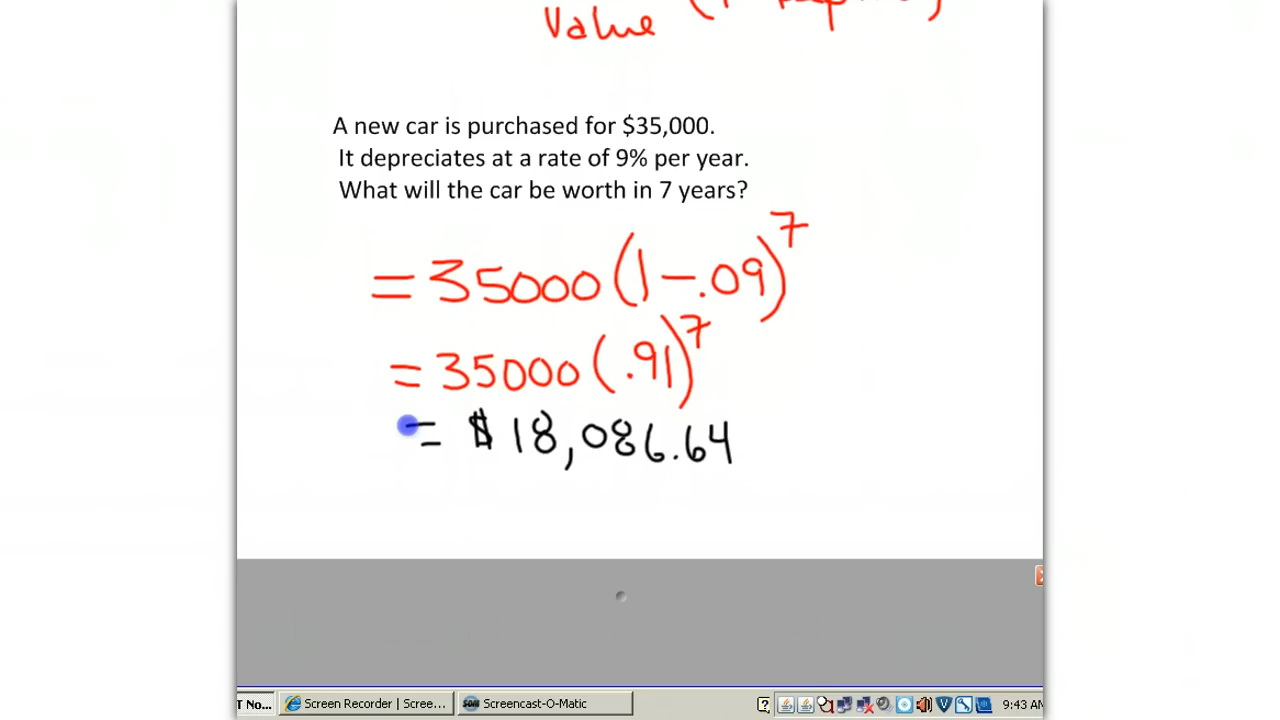 Value (1
A new car is purchased for $35,000.
It depreciates at a rate of 9% per year.
What will the car be worth in 7 years?
= 35000 (1 - .09)^7
= 35000 (.91)^7
= $18,086.64
T No... Screen Recorder | Scree... SOM Screencast-O-Matic ? V 9:43 AM